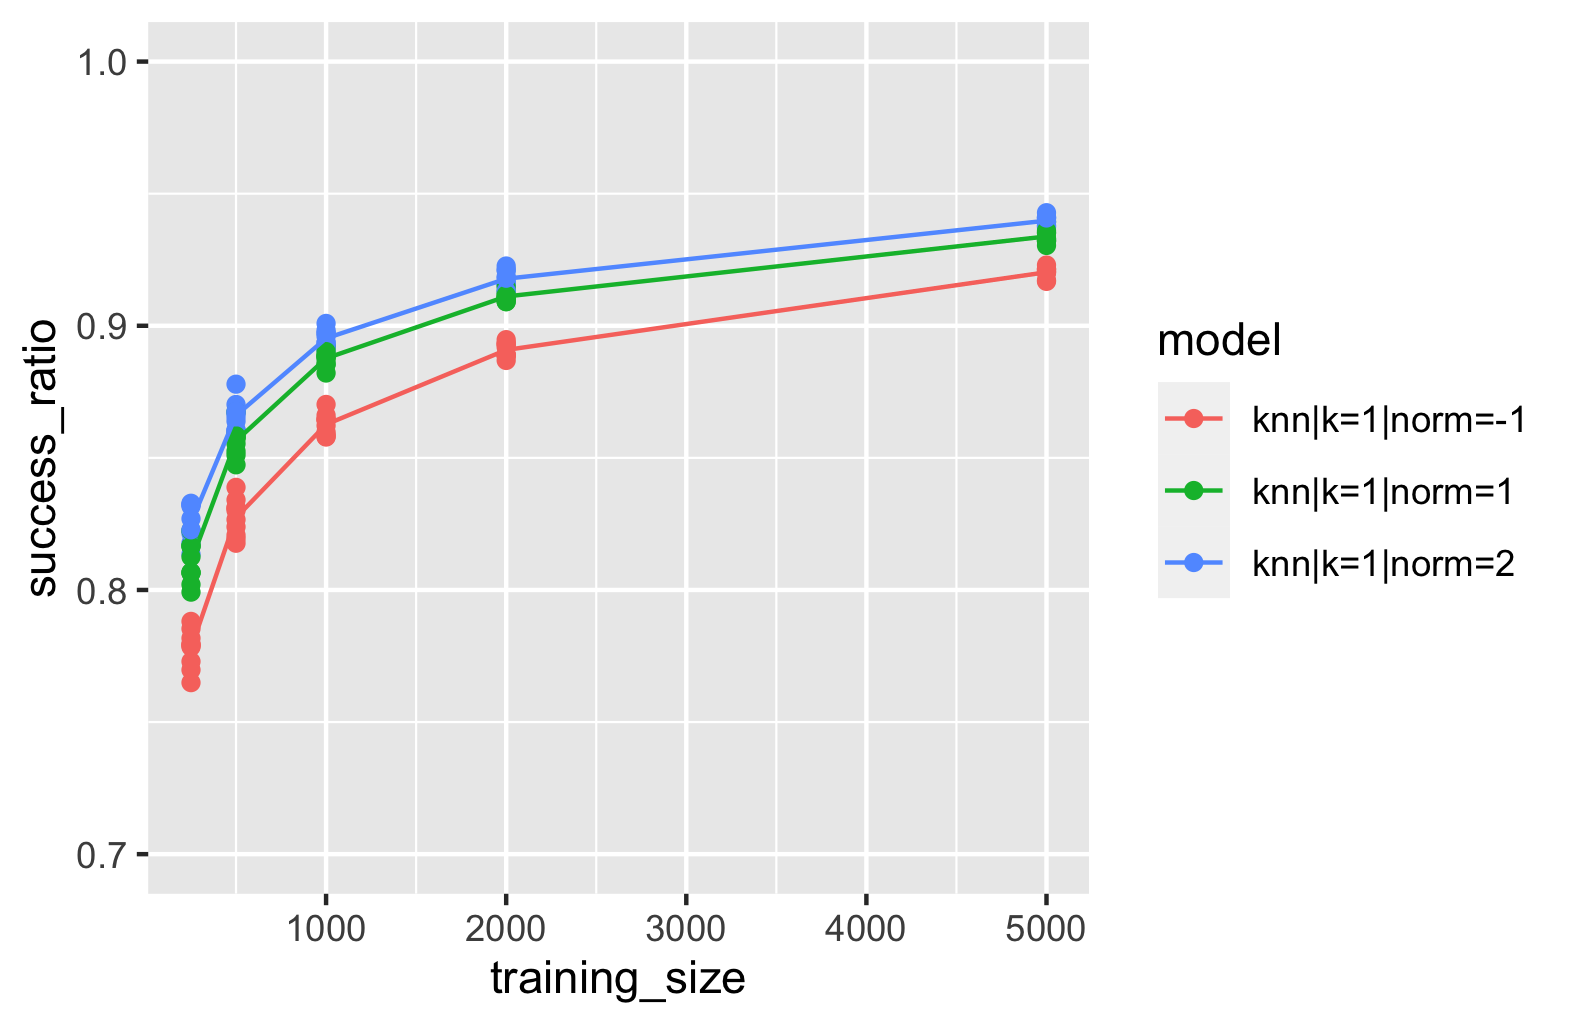 1.0
0.9
0.8
0.7
success_ratio
1000 2000 3000 4000 5000
training_size
model
knn|k=1|norm=-1
knn|k=1|norm=1
knn|k=1|norm=2